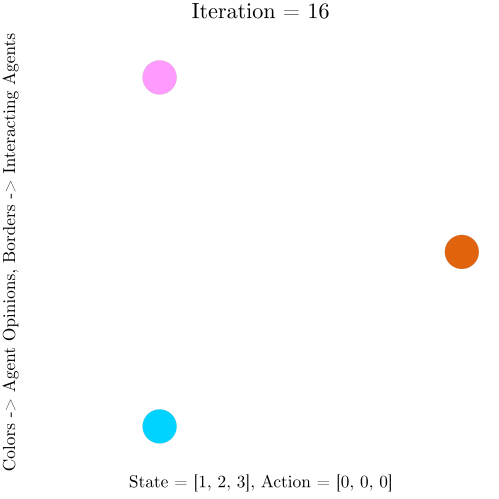 Iteration = 16
Colors -> Agent Opinions, Borders -> Interacting Agents
State = [1, 2, 3], Action = [0, 0, 0]